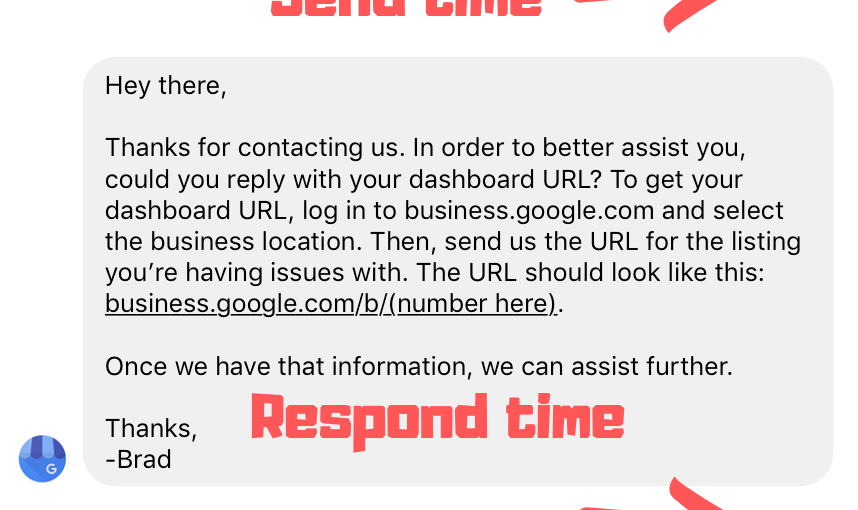 Send time
Hey there,
Thanks for contacting us. In order to better assist you,
could you reply with your dashboard URL? To get your
dashboard URL, log in to business.google.com and select
the business location. Then, send us the URL for the listing
you’re having issues with. The URL should look like this:
business.google.com/b/(number here).
Once we have that information, we can assist further.
Respond time
Thanks,
-Brad
G